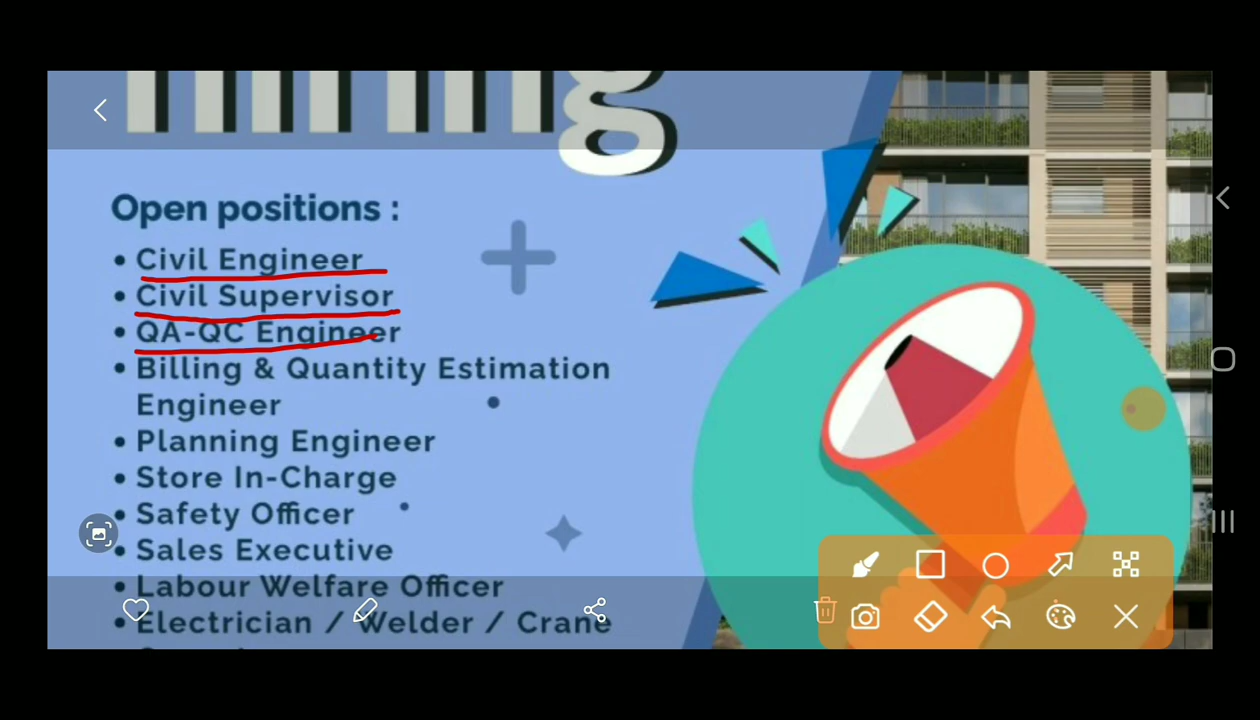 Hiring
Open positions :
• Civil Engineer
• Civil Supervisor
• QA-QC Engineer
• Billing & Quantity Estimation
Engineer
• Planning Engineer
• Store In-Charge
• Safety Officer
• Sales Executive
• Labour Welfare Officer
• Electrician / Welder / Crane